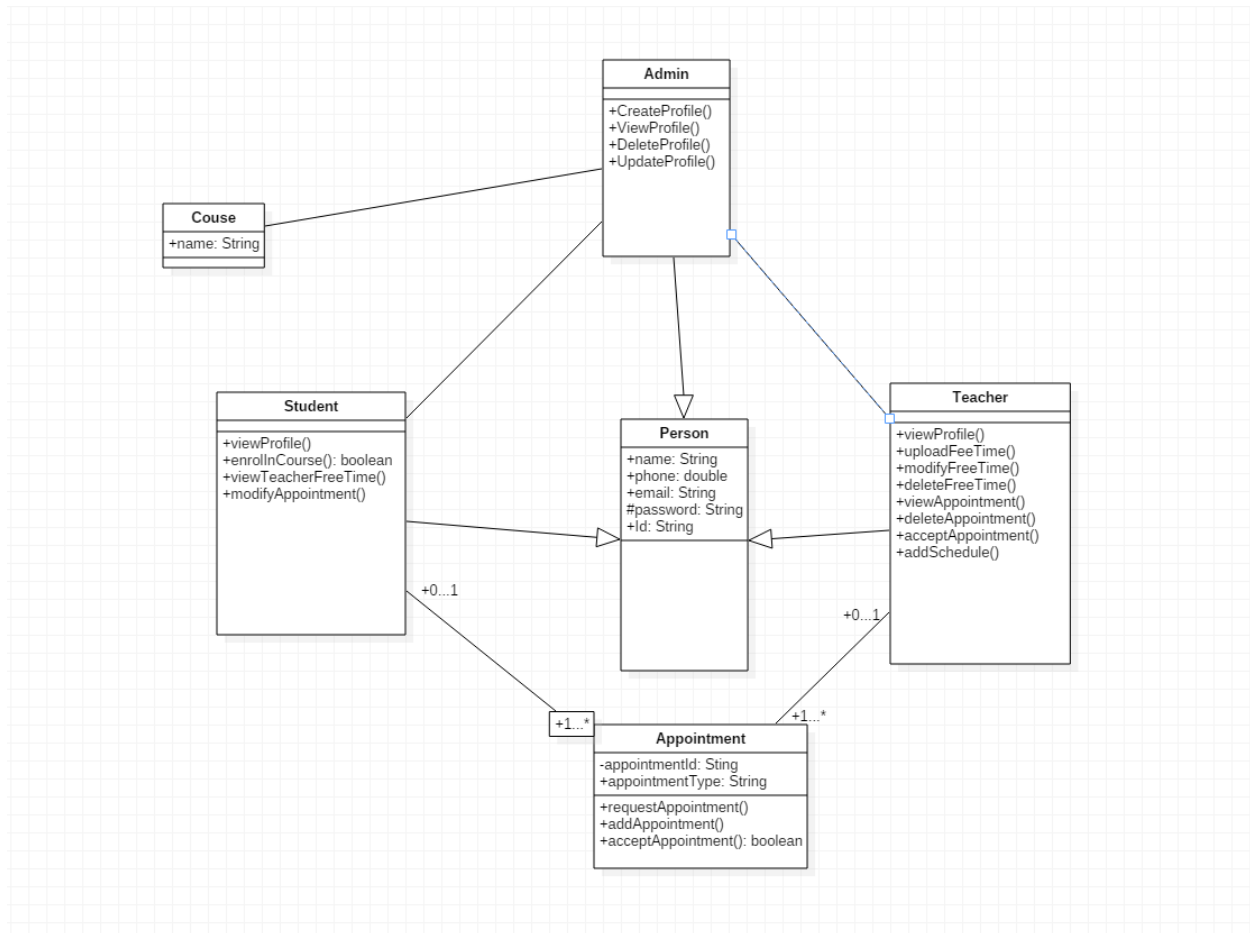 Admin
+CreateProfile()
+ViewProfile()
+DeleteProfile()
+UpdateProfile()
Couse
+name: String
Student
+viewProfile()
+enrollnCourse(): boolean
+viewTeacherFreeTime()
+modifyAppointment()
Person
+name: String
+phone: double
+email: String
#password: String
+Id: String
Teacher
+viewProfile()
+uploadFeeTime()
+modifyFreeTime()
+deleteFreeTime()
+viewAppointment()
+deleteAppointment()
+acceptAppointment()
+addSchedule()
+0...1
+0...1
+1...*
+1...*
Appointment
-appointmentId: Sting
+appointmentType: String
+requestAppointment()
+addAppointment()
+acceptAppointment(): boolean